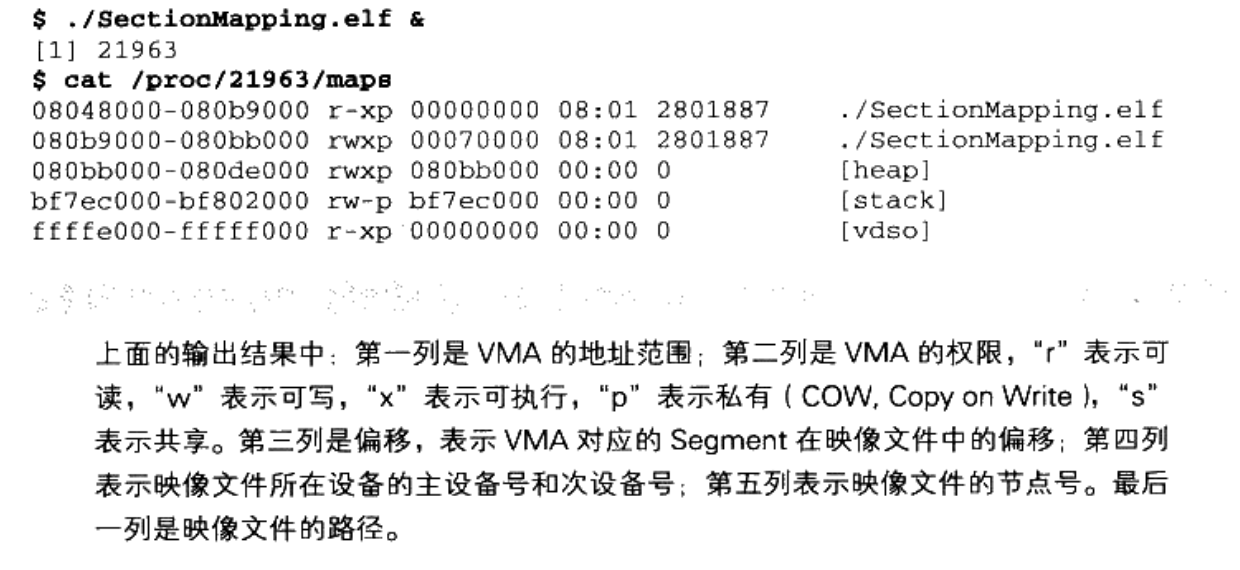 $ ./SectionMapping.elf &
[1] 21963
$ cat /proc/21963/maps
08048000-080b9000 r-xp 00000000 08:01 2801887 ./SectionMapping.elf
080b9000-080bb000 rwxp 00070000 08:01 2801887 ./SectionMapping.elf
080bb000-080de000 rwxp 080bb000 00:00 0 [heap]
bf7ec000-bf802000 rw-p bf7ec000 00:00 0 [stack]
ffffe000-fffff000 r-xp 00000000 00:00 0 [vdso]
上面的输出结果中：第一列是 VMA 的地址范围；第二列是 VMA 的权限，“r” 表示可
读，“w” 表示可写，“x” 表示可执行，“p” 表示私有（COW, Copy on Write），“s”
表示共享。第三列是偏移，表示 VMA 对应的 Segment 在映像文件中的偏移；第四列
表示映像文件所在设备的主设备号和次设备号；第五列表示映像文件的节点号。最后
一列是映像文件的路径。